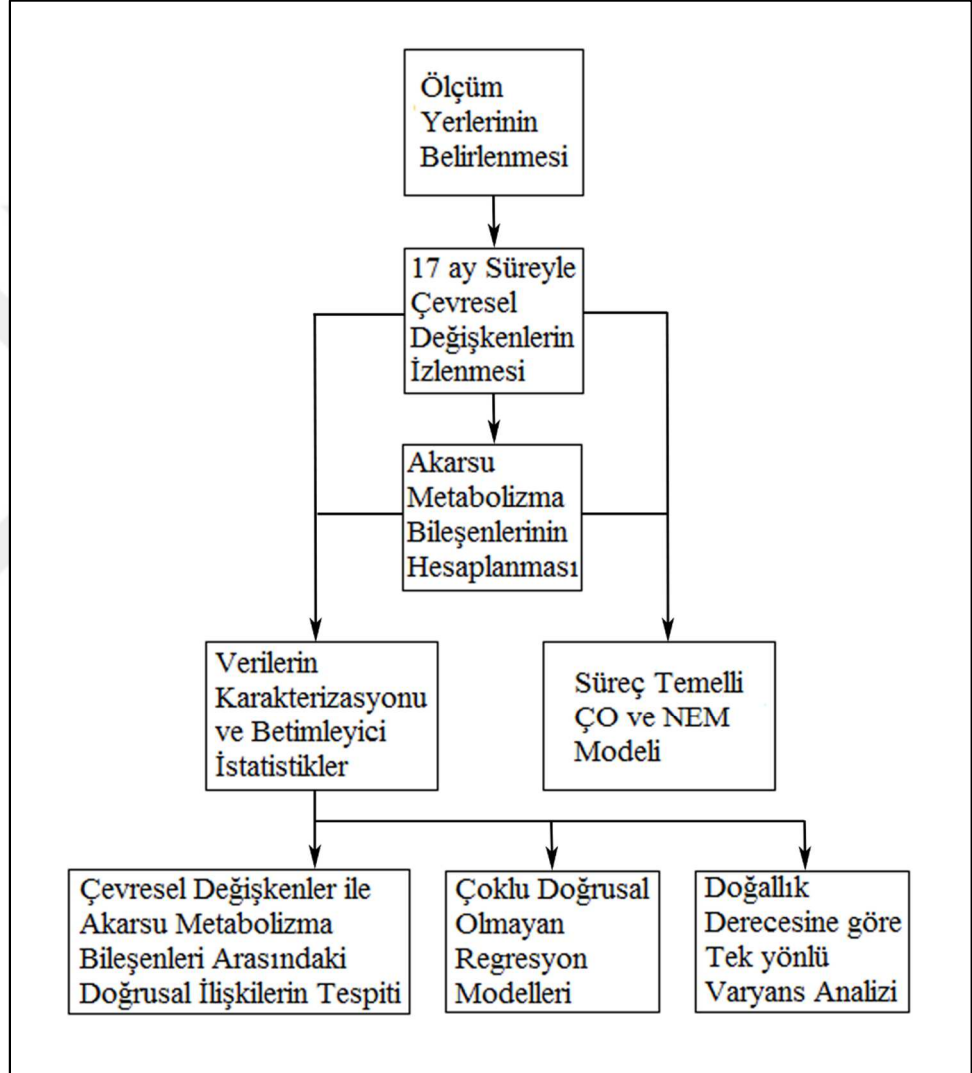 Ölçüm
Yerlerinin
Belirlenmesi
17 ay Süreyle
Çevresel
Değişkenlerin
İzlenmesi
Akarsu
Metabolizma
Bileşenlerinin
Hesaplanması
Verilerin
Karakterizasyonu
ve Betimleyici
İstatistikler
Süreç Temelli
ÇO ve NEM
Modeli
Çevresel Değişkenler ile
Akarsu Metabolizma
Bileşenleri Arasındaki
Doğrusal İlişkilerin Tespiti
Çoklu Doğrusal
Olmayan
Regresyon
Modelleri
Doğallık
Derecesine göre
Tek yönlü
Varyans Analizi